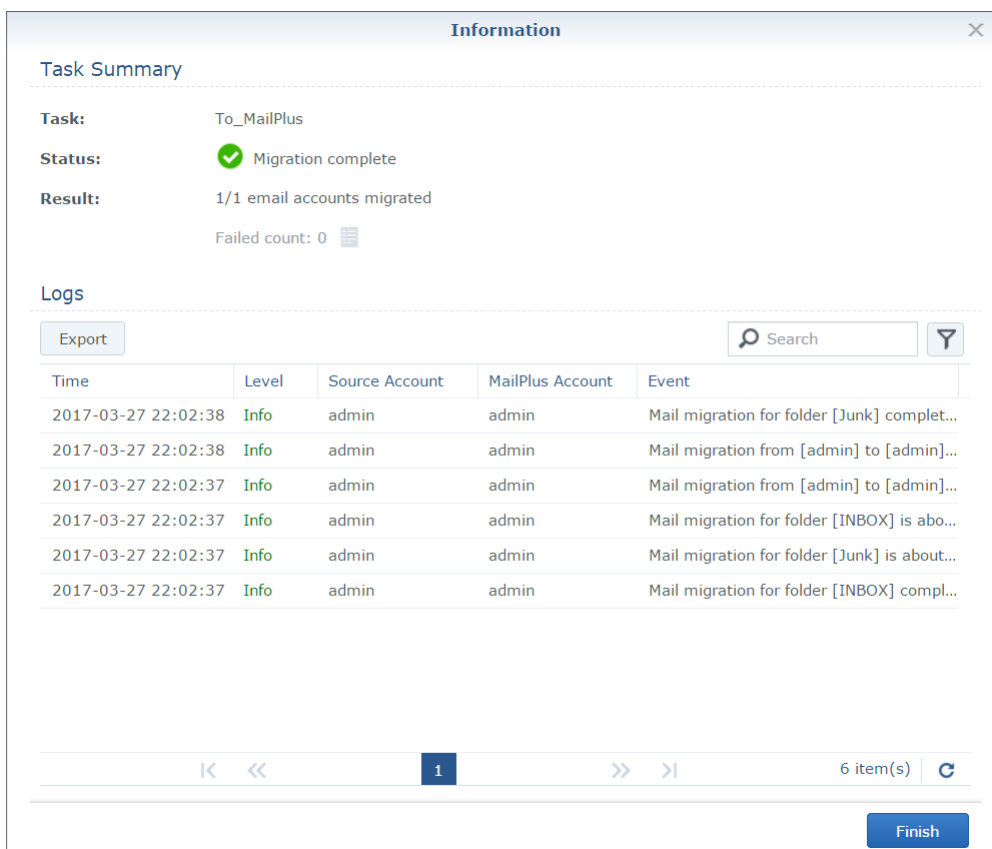 Information
Task Summary
Task: To_MailPlus
Status: Migration complete
Result: 1/1 email accounts migrated
Failed count: 0
Logs
Export Search
Time Level Source Account MailPlus Account Event
2017-03-27 22:02:38 Info admin admin Mail migration for folder [Junk] complet...
2017-03-27 22:02:38 Info admin admin Mail migration from [admin] to [admin]...
2017-03-27 22:02:37 Info admin admin Mail migration from [admin] to [admin]...
2017-03-27 22:02:37 Info admin admin Mail migration for folder [INBOX] is abo...
2017-03-27 22:02:37 Info admin admin Mail migration for folder [Junk] is about...
2017-03-27 22:02:37 Info admin admin Mail migration for folder [INBOX] compl...
1 6 item(s)
Finish